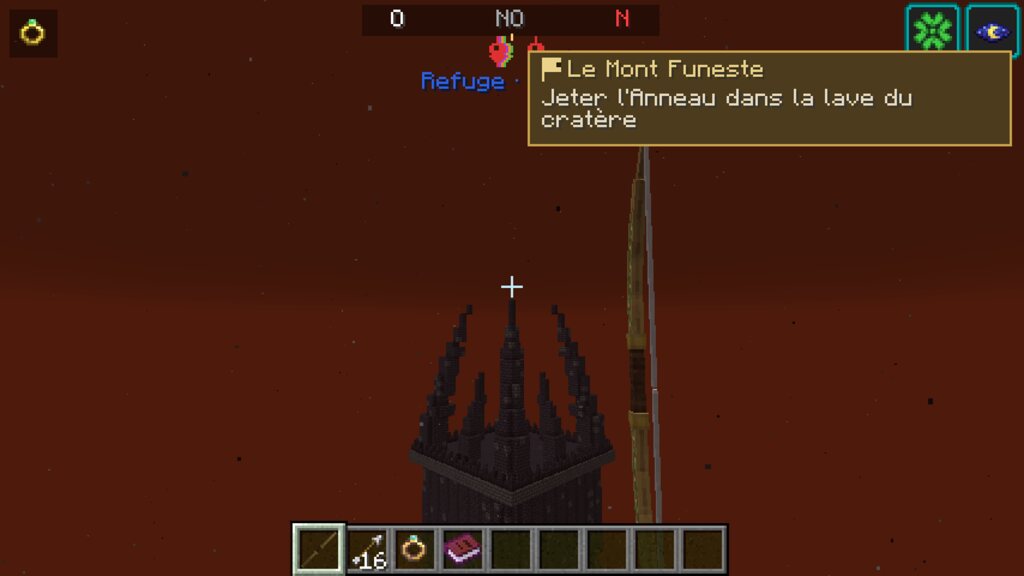 O NO N
Refuge ·
Le Mont Funeste
Jeter l'Anneau dans la lave du
cratère
+16